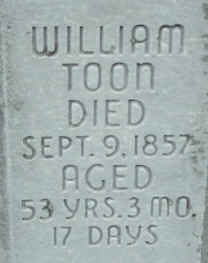 WILLIAM
TOON
DIED
SEPT. 9, 1857
AGED
53 YRS. 3 MO.
17 DAYS